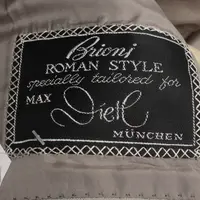 Brioni
ROMAN STYLE
specially tailored for
MAX Dietl
MÜNCHEN